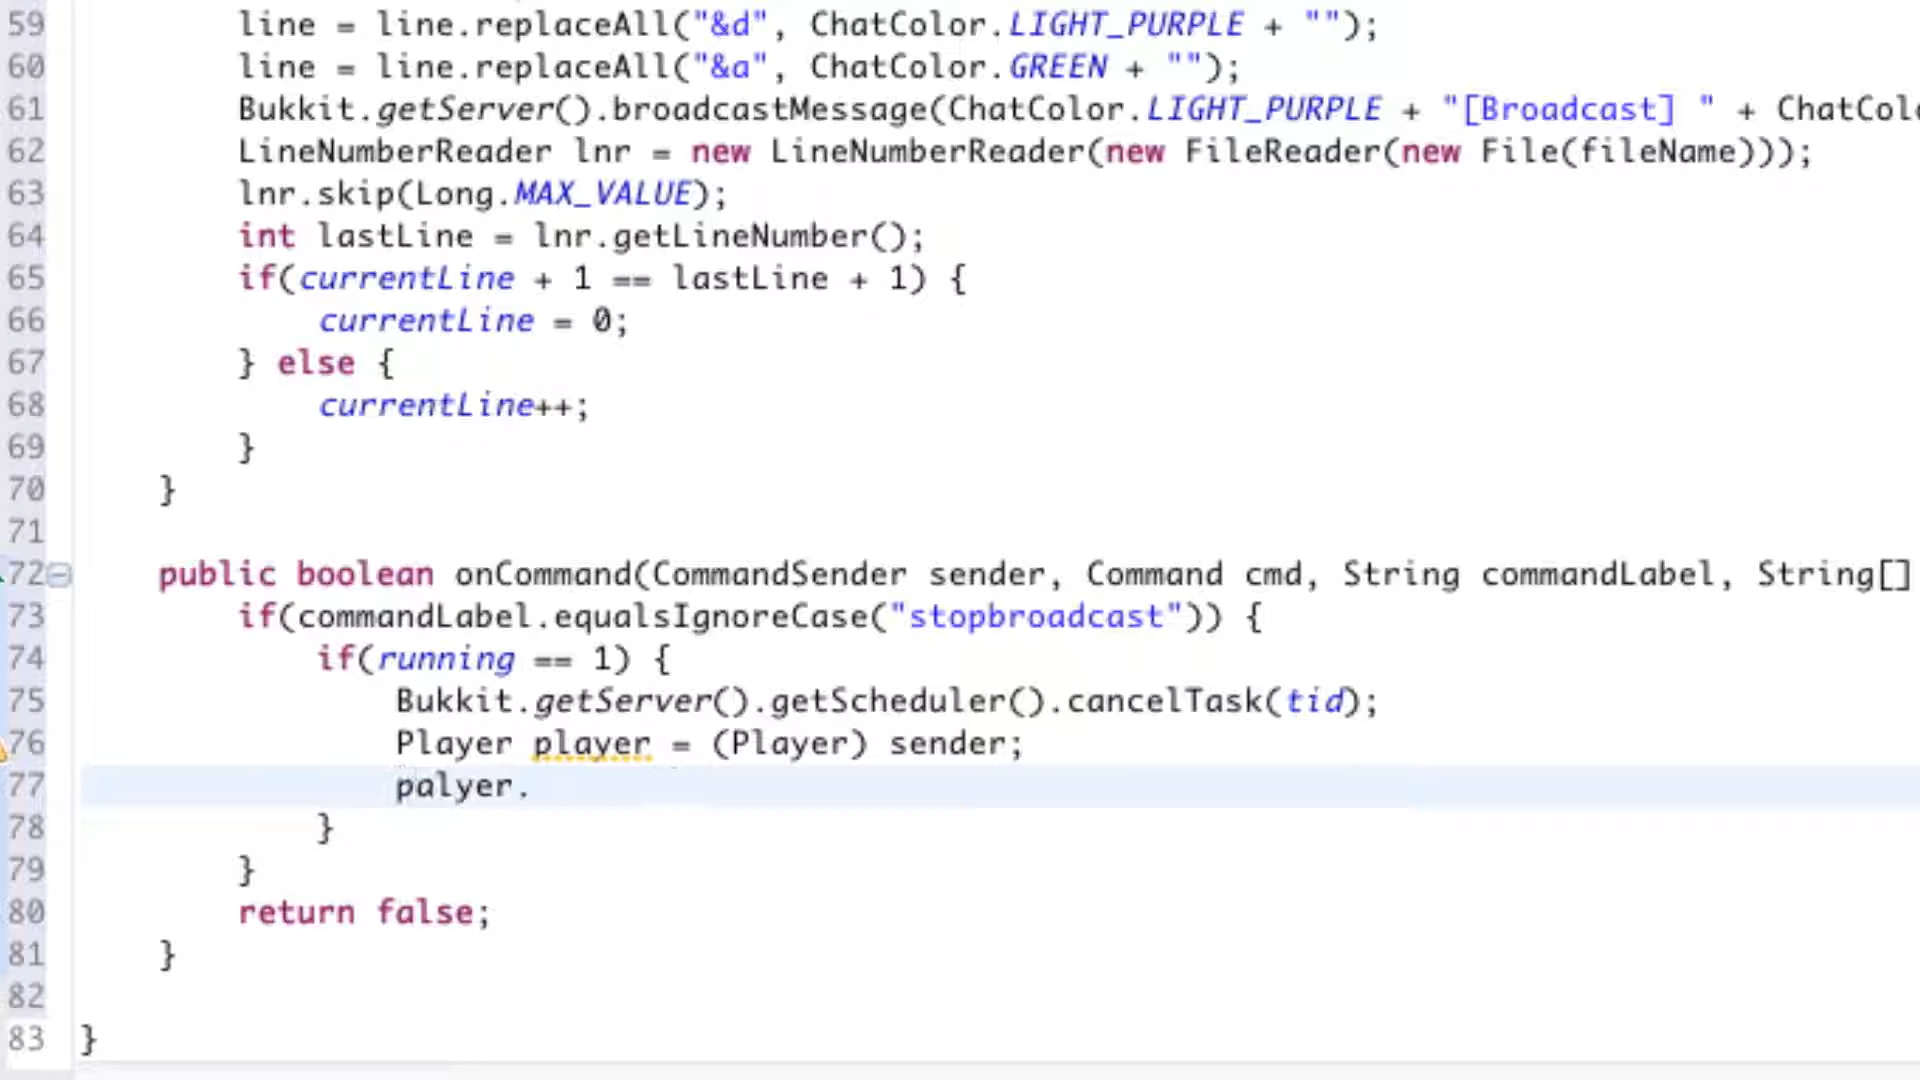 59 line = line.replaceAll("&d", ChatColor.LIGHT_PURPLE + "");
60 line = line.replaceAll("&a", ChatColor.GREEN + "");
61 Bukkit.getServer().broadcastMessage(ChatColor.LIGHT_PURPLE + "[Broadcast] " + ChatColo
62 LineNumberReader lnr = new LineNumberReader(new FileReader(new File(fileName)));
63 lnr.skip(Long.MAX_VALUE);
64 int lastLine = lnr.getLineNumber();
65 if(currentLine + 1 == lastLine + 1) {
66 currentLine = 0;
67 } else {
68 currentLine++;
69 }
70 }
71
72 public boolean onCommand(CommandSender sender, Command cmd, String commandLabel, String[]
73 if(commandLabel.equalsIgnoreCase("stopbroadcast")) {
74 if(running == 1) {
75 Bukkit.getServer().getScheduler().cancelTask(tid);
76 Player player = (Player) sender;
77 palyer.
78 }
79 }
80 return false;
81 }
82
83 }